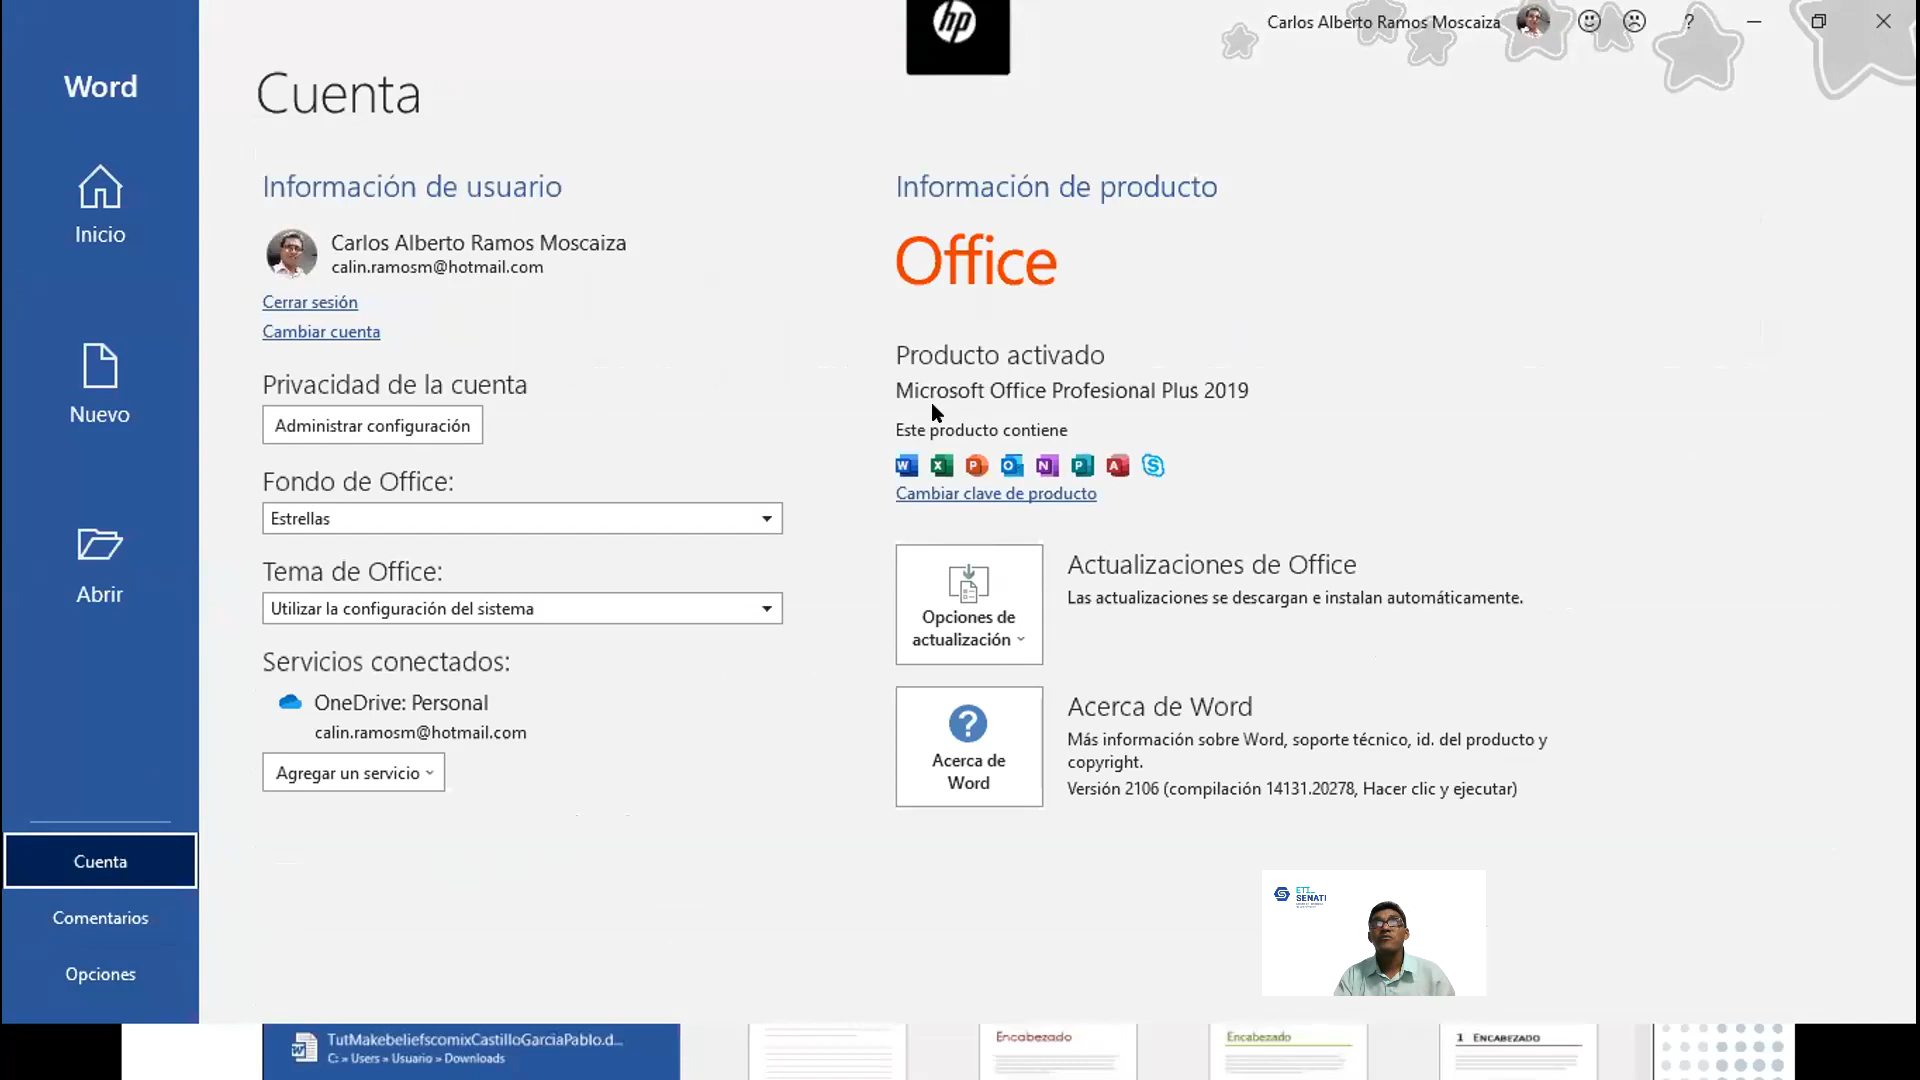 hp
Carlos Alberto Ramos Moscaiza
?
Word
Inicio
Nuevo
Abrir
Cuenta
Comentarios
Opciones
Cuenta
Información de usuario
Carlos Alberto Ramos Moscaiza
calin.ramosm@hotmail.com
Cerrar sesión
Cambiar cuenta
Privacidad de la cuenta
Administrar configuración
Fondo de Office:
Estrellas
Tema de Office:
Utilizar la configuración del sistema
Servicios conectados:
OneDrive: Personal
calin.ramosm@hotmail.com
Agregar un servicio
Información de producto
Office
Producto activado
Microsoft Office Profesional Plus 2019
Este producto contiene
W X P O N P A S
Cambiar clave de producto
Opciones de
actualización
Actualizaciones de Office
Las actualizaciones se descargan e instalan automáticamente.
?
Acerca de
Word
Acerca de Word
Más información sobre Word, soporte técnico, id. del producto y
copyright.
Versión 2106 (compilación 14131.20278, Hacer clic y ejecutar)
ETI_
SENATI
TutMakebeliefscomixCastilloGarciaPablo.d...
C: » Users » Usuario » Downloads
Encabezado
Encabezado
1 ENCABEZADO